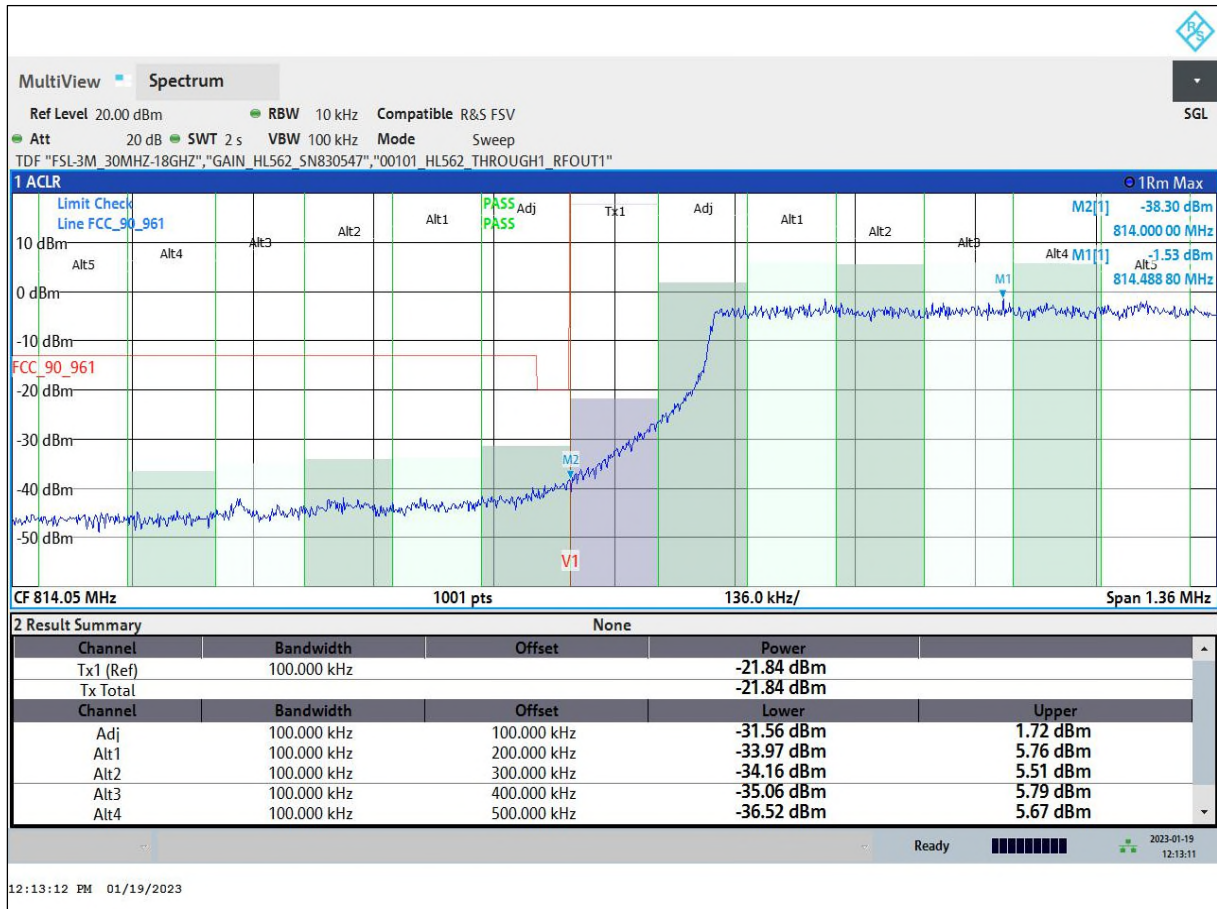 R&S
MultiView Spectrum
Ref Level 20.00 dBm RBW 10 kHz Compatible R&S FSV SGL
Att 20 dB SWT 2 s VBW 100 kHz Mode Sweep
TDF "FSL-3M_30MHZ-18GHZ","GAIN_HL562_SN830547","00101_HL562_THROUGH1_RFOUT1"
1 ACLR 1Rm Max
Limit Check PASS Adj Tx1 Adj M2[1] -38.30 dBm
Line FCC_90_961 Alt1 PASS Alt1 814.000 00 MHz
Alt2 Alt2
10 dBm Alt3 Alt3
Alt5 Alt4 Alt4 M1[1] -1.53 dBm
Alt5 814.488 80 MHz
M1
0 dBm
-10 dBm
FCC_90_961
-20 dBm
-30 dBm
M2
-40 dBm
-50 dBm
V1
CF 814.05 MHz 1001 pts 136.0 kHz/ Span 1.36 MHz
2 Result Summary None
Channel Bandwidth Offset Power
Tx1 (Ref) 100.000 kHz -21.84 dBm
Tx Total -21.84 dBm
Channel Bandwidth Offset Lower Upper
Adj 100.000 kHz 100.000 kHz -31.56 dBm 1.72 dBm
Alt1 100.000 kHz 200.000 kHz -33.97 dBm 5.76 dBm
Alt2 100.000 kHz 300.000 kHz -34.16 dBm 5.51 dBm
Alt3 100.000 kHz 400.000 kHz -35.06 dBm 5.79 dBm
Alt4 100.000 kHz 500.000 kHz -36.52 dBm 5.67 dBm
Ready 2023-01-19
12:13:11
12:13:12 PM 01/19/2023